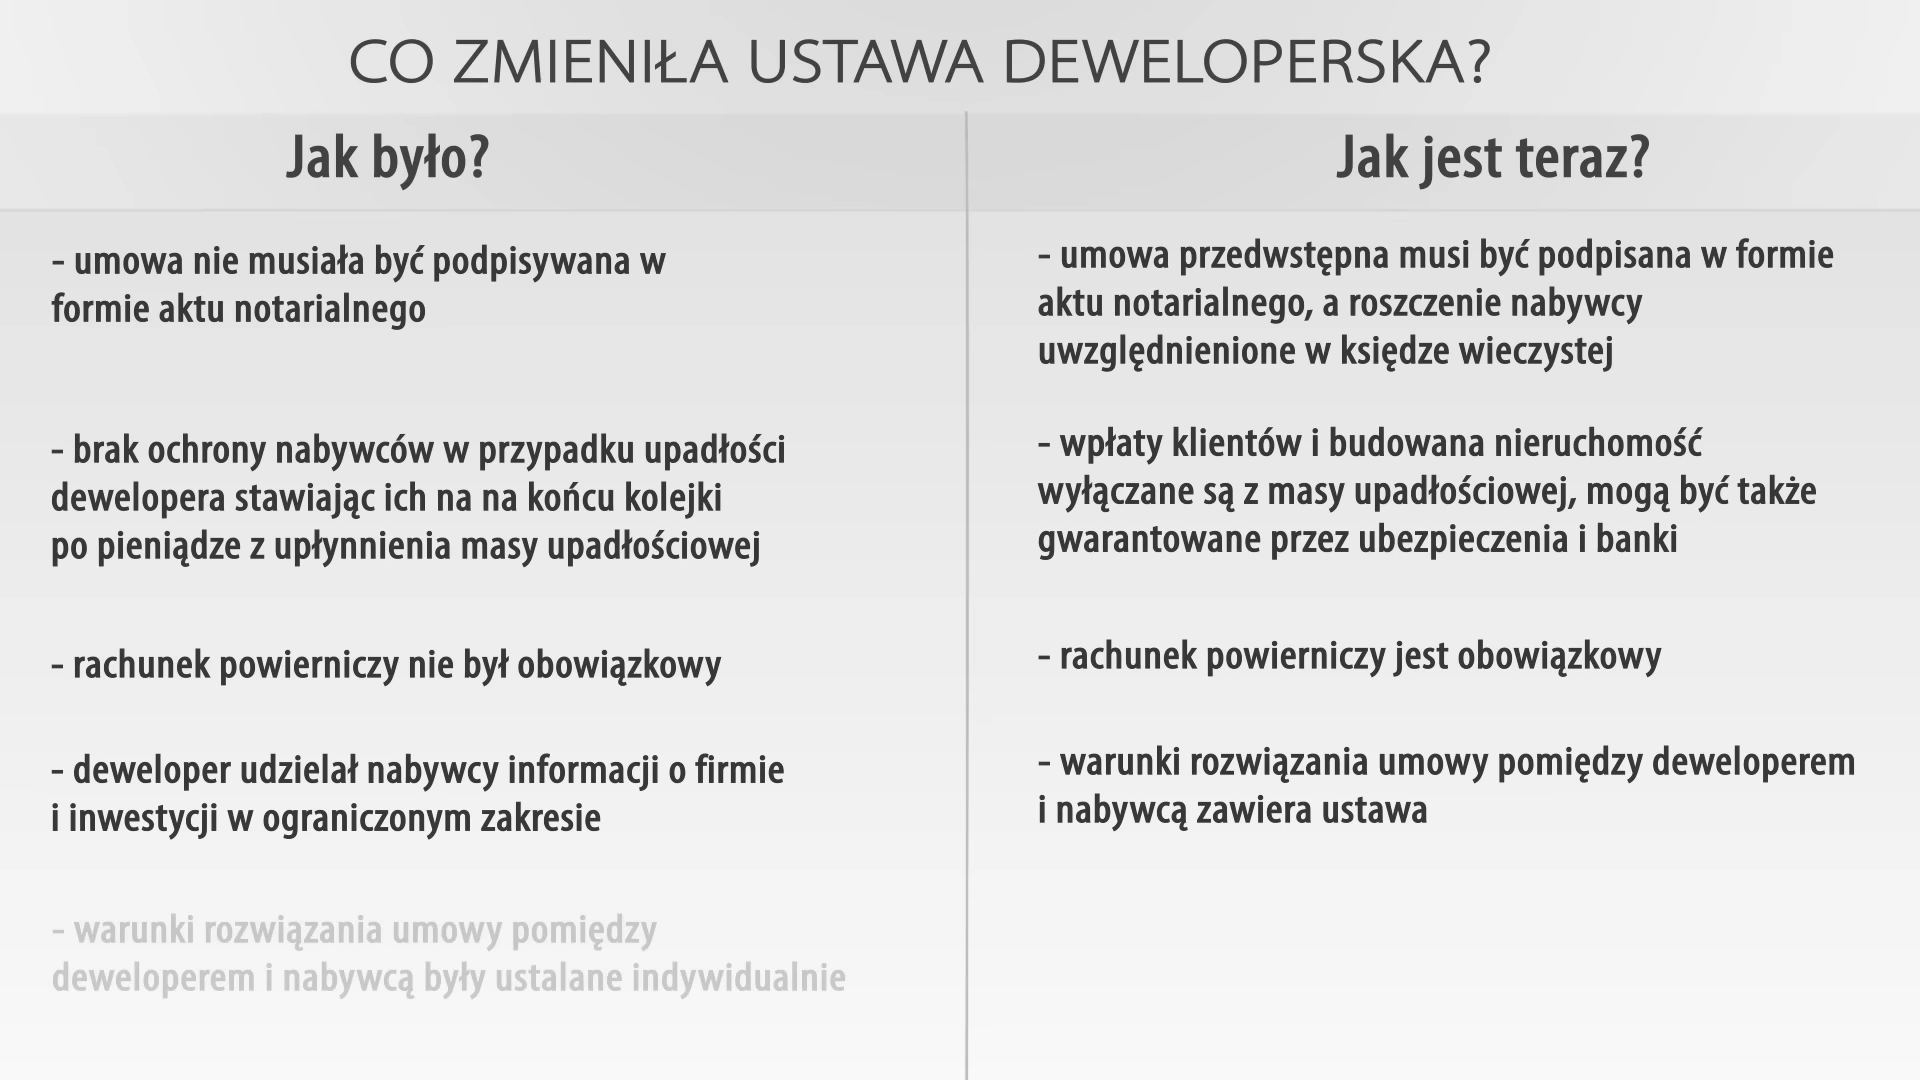 CO ZMIENIŁA USTAWA DEWELOPERSKA?
Jak było?
- umowa nie musiała być podpisywana w
formie aktu notarialnego
- brak ochrony nabywców w przypadku upadłości
dewelopera stawiając ich na na końcu kolejki
po pieniądze z upłynnienia masy upadłościowej
- rachunek powierniczy nie był obowiązkowy
- deweloper udzielał nabywcy informacji o firmie
i inwestycji w ograniczonym zakresie
- warunki rozwiązania umowy pomiędzy
deweloperem i nabywcą były ustalane indywidualnie
Jak jest teraz?
- umowa przedwstępna musi być podpisana w formie
aktu notarialnego, a roszczenie nabywcy
uwzględnienione w księdze wieczystej
- wpłaty klientów i budowana nieruchomość
wyłączane są z masy upadłościowej, mogą być także
gwarantowane przez ubezpieczenia i banki
- rachunek powierniczy jest obowiązkowy
- warunki rozwiązania umowy pomiędzy deweloperem
i nabywcą zawiera ustawa